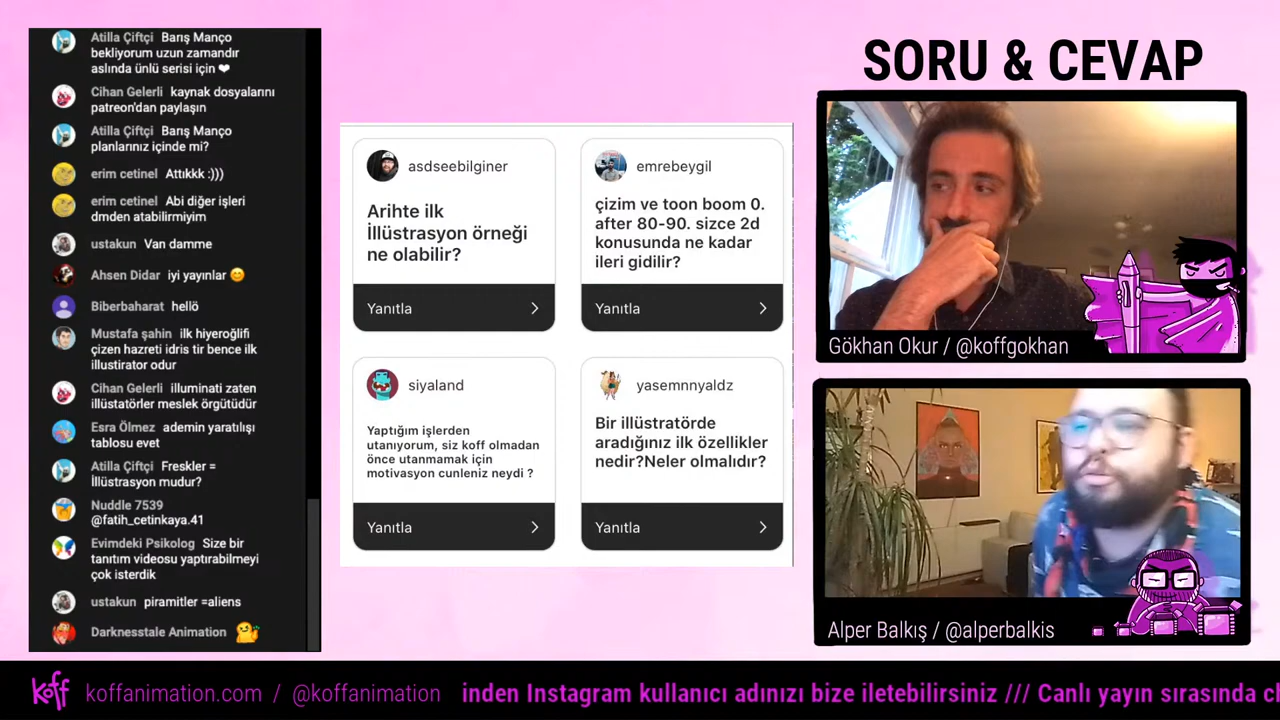 Atilla Çiftçi Barış Manço
bekliyorum uzun zamandır
aslında ünlü serisi için ❤
Cihan Gelerli kaynak dosyalarını
patreon'dan paylaşın
Atilla Çiftçi Barış Manço
planlarınız içinde mi?
erim cetinel Attıkkk :)))
erim cetinel Abi diğer işleri
dmden atabilirmiyim
ustakun Van damme
Ahsen Didar iyi yayınlar 😊
Biberbaharat hellö
Mustafa şahin ilk hiyeroğlifi
çizen hazreti idris tir bence ilk
illustirator odur
Cihan Gelerli illuminati zaten
illüstatörler meslek örgütüdür
Esra Ölmez ademin yaratılışı
tablosu evet
Atilla Çiftçi Freskler =
İllüstrasyon mudur?
Nuddle 7539
@fatih_cetinkaya.41
Evimdeki Psikolog Size bir
tanıtım videosu yaptırabilmeyi
çok isterdik
ustakun piramitler =aliens
Darknesstale Animation
asdseebilginer
Arihte ilk
İllüstrasyon örneği
ne olabilir?
Yanıtla
emrebeygil
çizim ve toon boom 0.
after 80-90. sizce 2d
konusunda ne kadar
ileri gidilir?
Yanıtla
siyaland
Yaptığım işlerden
utanıyorum, siz koff olmadan
önce utanmamak için
motivasyon cunleniz neydi ?
Yanıtla
yasemnnyaldz
Bir illüstratörde
aradığınız ilk özellikler
nedir?Neler olmalıdır?
Yanıtla
SORU & CEVAP
Gökhan Okur / @koffgokhan
Alper Balkış / @alperbalkis
koff koffanimation.com / @koffanimation inden Instagram kullanıcı adınızı bize iletebilirsiniz /// Canlı yayın sırasında ch